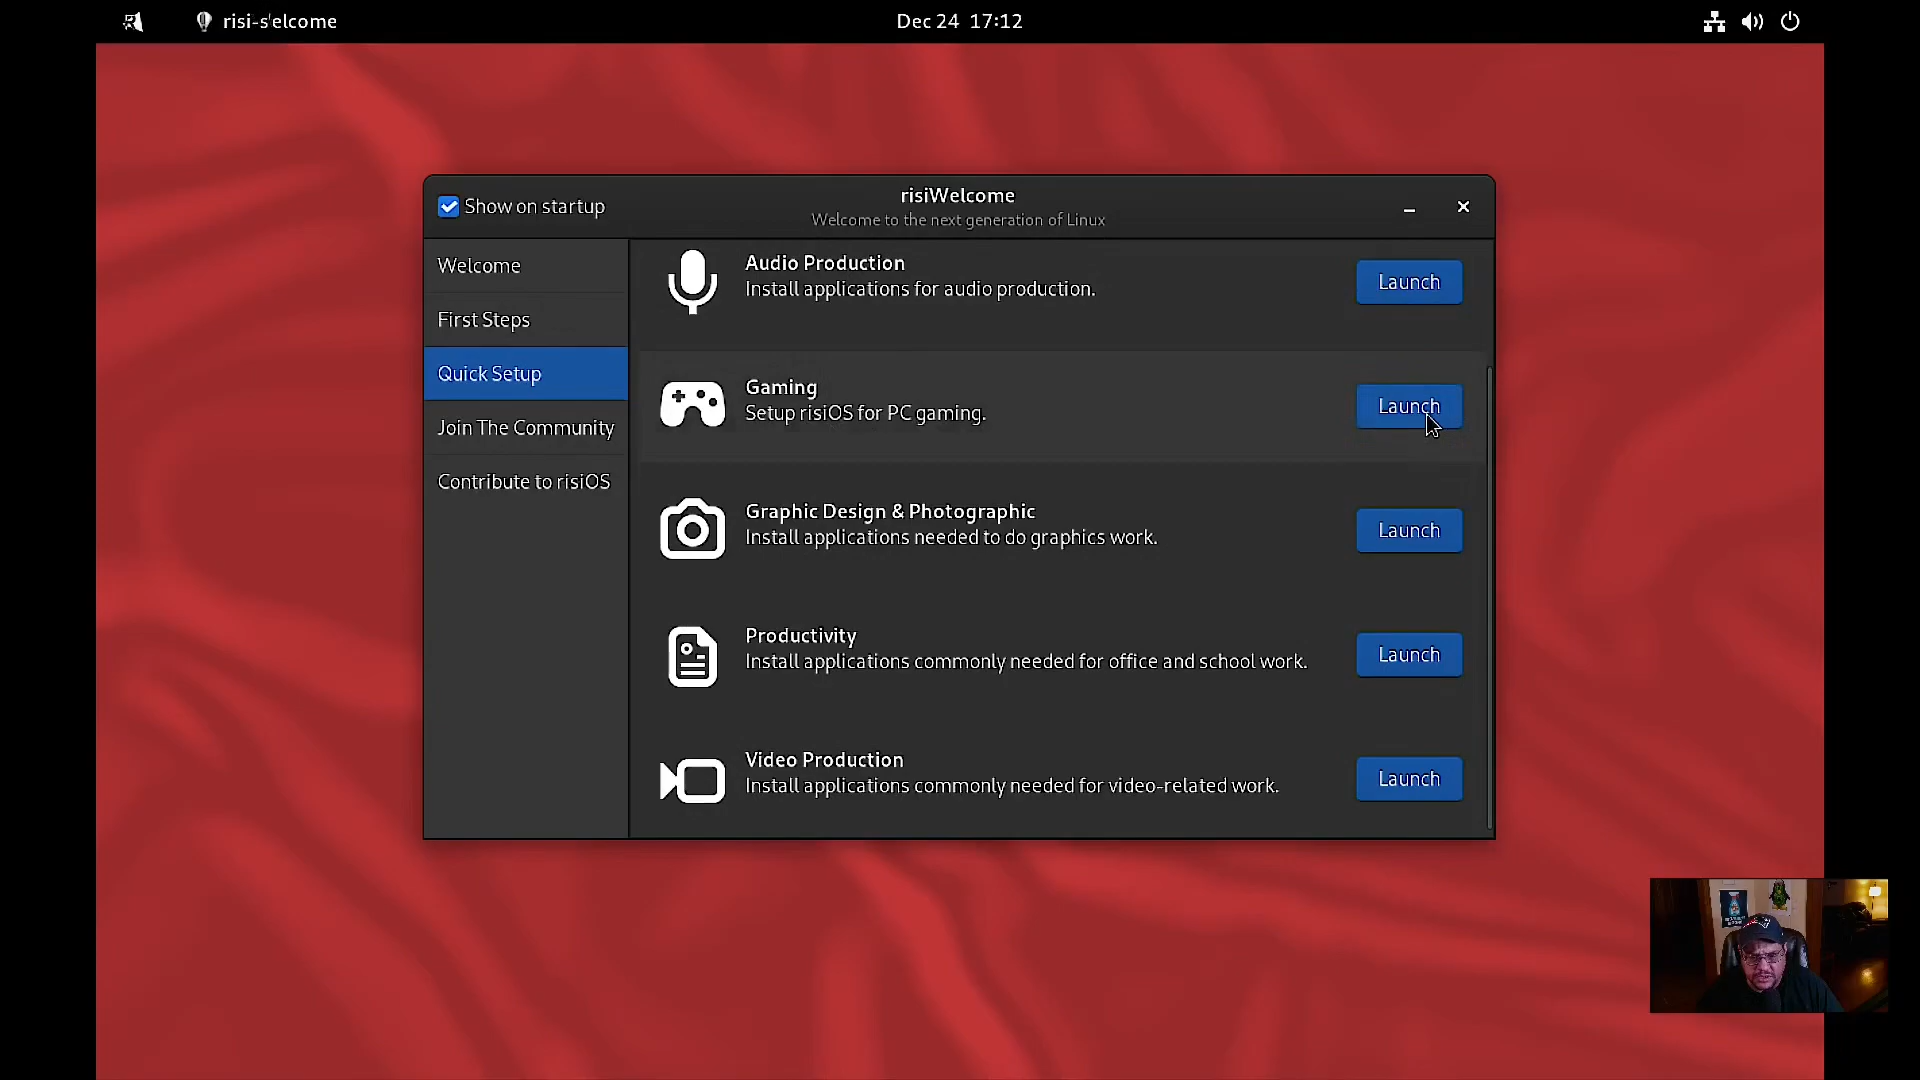 risi-s'elcome
Dec 24 17:12
Show on startup
risiWelcome
Welcome to the next generation of Linux
Welcome
First Steps
Quick Setup
Join The Community
Contribute to risiOS
Audio Production
Install applications for audio production.
Launch
Gaming
Setup risiOS for PC gaming.
Launch
Graphic Design & Photographic
Install applications needed to do graphics work.
Launch
Productivity
Install applications commonly needed for office and school work.
Launch
Video Production
Install applications commonly needed for video-related work.
Launch